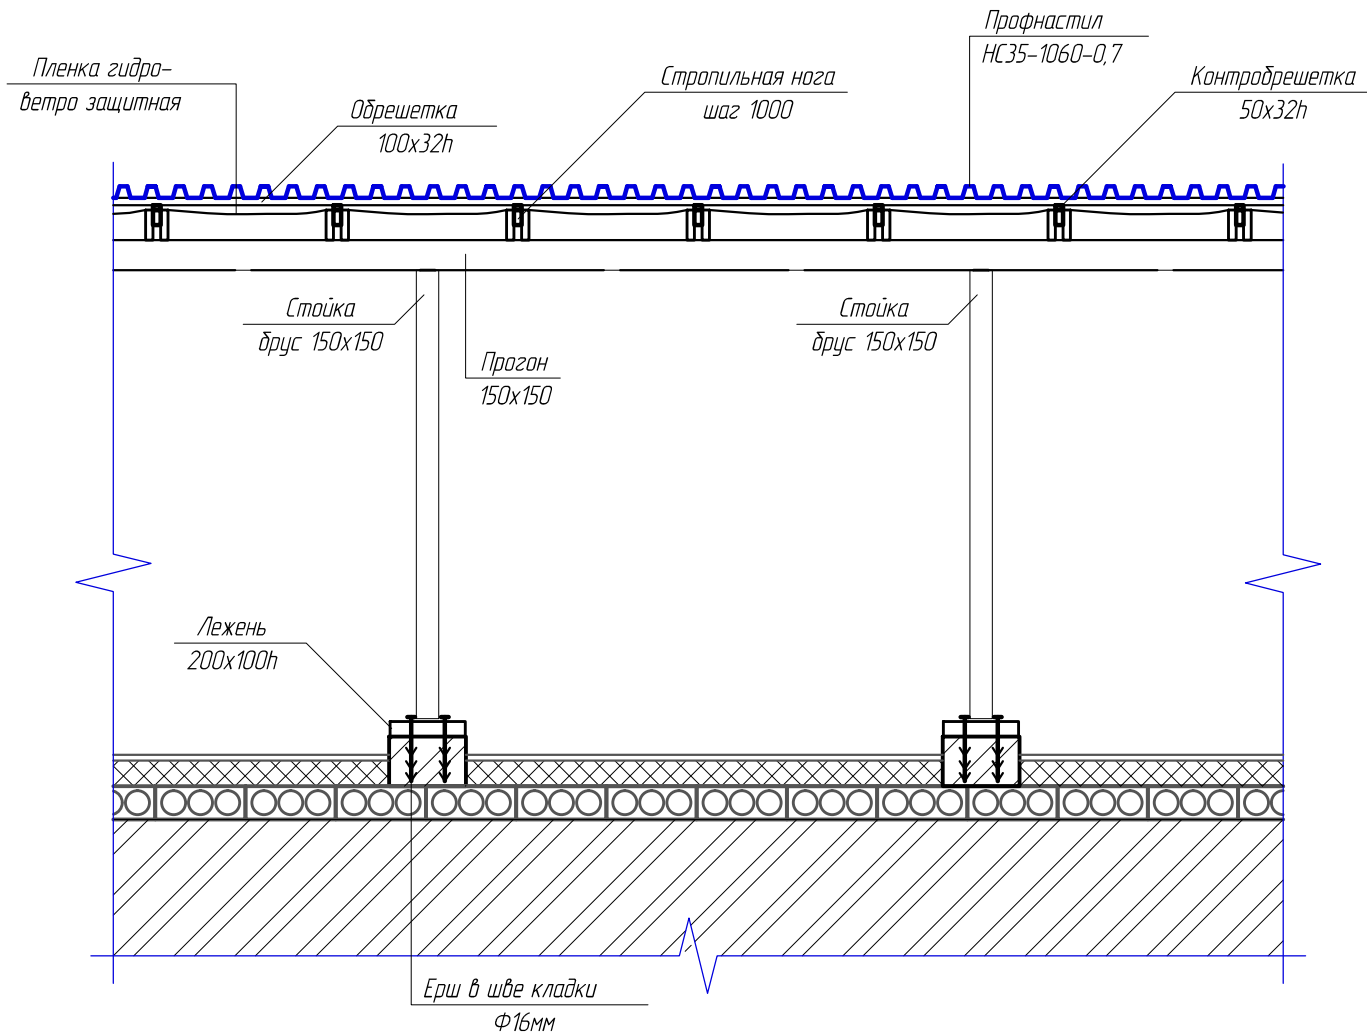 Профнастил
НС35-1060-0,7
Пленка гидро-
ветро защитная
Стропильная нога
шаг 1000
Контробрешетка
50х32h
Обрешетка
100х32h
Стойка
брус 150х150
Стойка
брус 150х150
Прогон
150х150
Лежень
200х100h
Ерш в шве кладки
Ф16мм